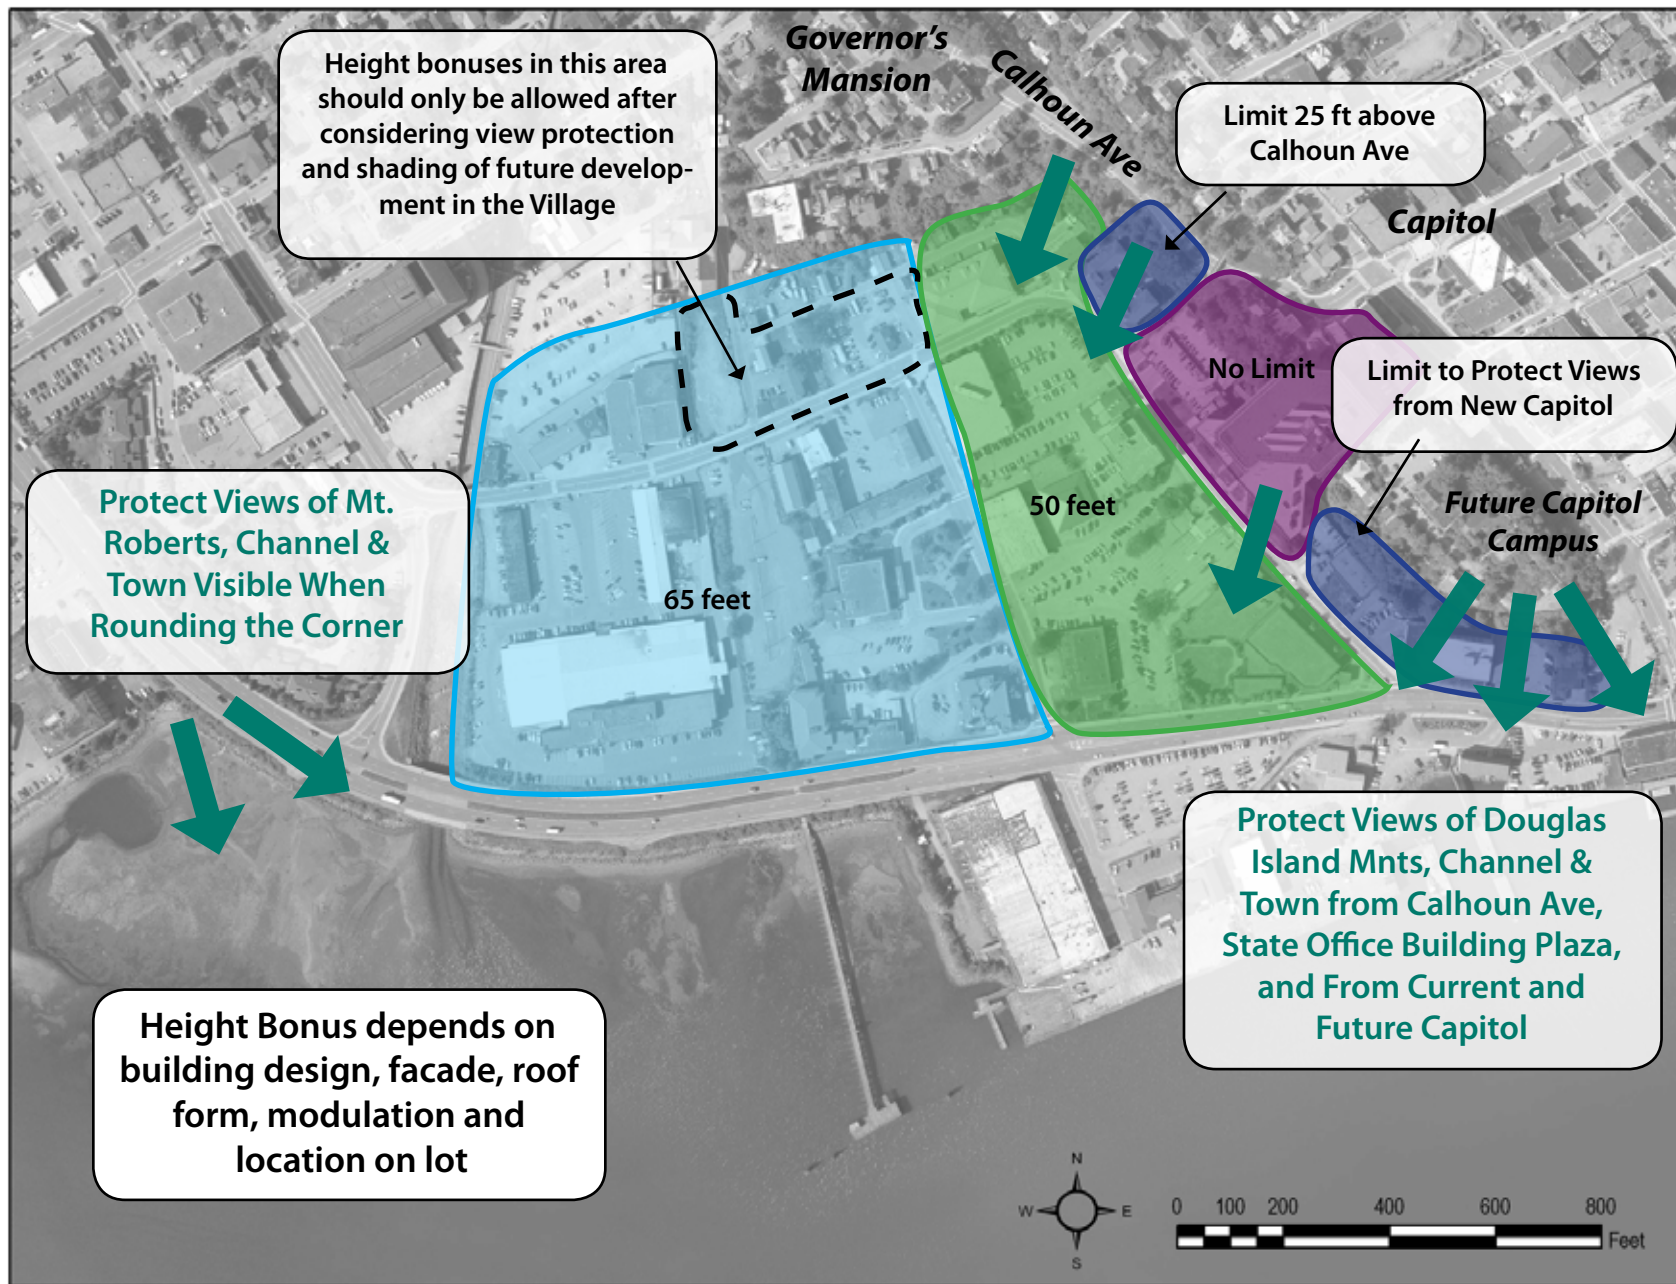 Governor's
Mansion
Calhoun Ave
Height bonuses in this area
should only be allowed after
considering view protection
and shading of future develop-
ment in the Village
Limit 25 ft above
Calhoun Ave
Capitol
No Limit
Limit to Protect Views
from New Capitol
Future Capitol
Campus
50 feet
65 feet
Protect Views of Mt.
Roberts, Channel &
Town Visible When
Rounding the Corner
Protect Views of Douglas
Island Mnts, Channel &
Town from Calhoun Ave,
State Office Building Plaza,
and From Current and
Future Capitol
Height Bonus depends on
building design, facade, roof
form, modulation and
location on lot
N
W E
S
0 100 200 400 600 800
Feet